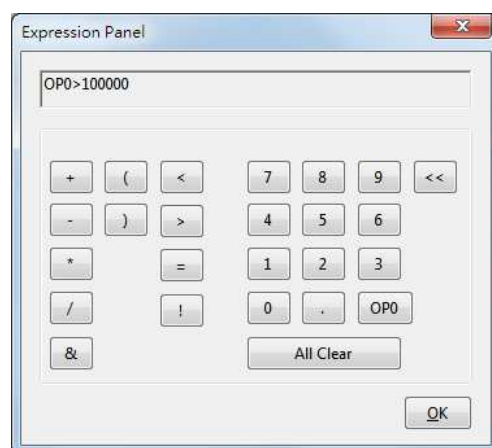 Expression Panel
OP0>100000
+ ( < 7 8 9 <<
- ) > 4 5 6
* = 1 2 3
/ ! 0 . OP0
& All Clear
OK